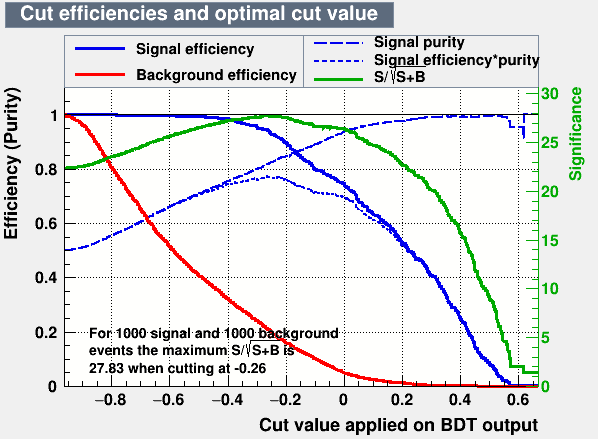 Cut efficiencies and optimal cut value
Signal efficiency
Background efficiency
Signal purity
Signal efficiency*purity
S/√S+B
Efficiency (Purity)
1
0.8
0.6
0.4
0.2
0
30
25
20
15
10
5
0
Significance
For 1000 signal and 1000 background
events the maximum S/√S+B is
27.83 when cutting at -0.26
−0.8 −0.6 −0.4 −0.2 0 0.2 0.4 0.6
Cut value applied on BDT output